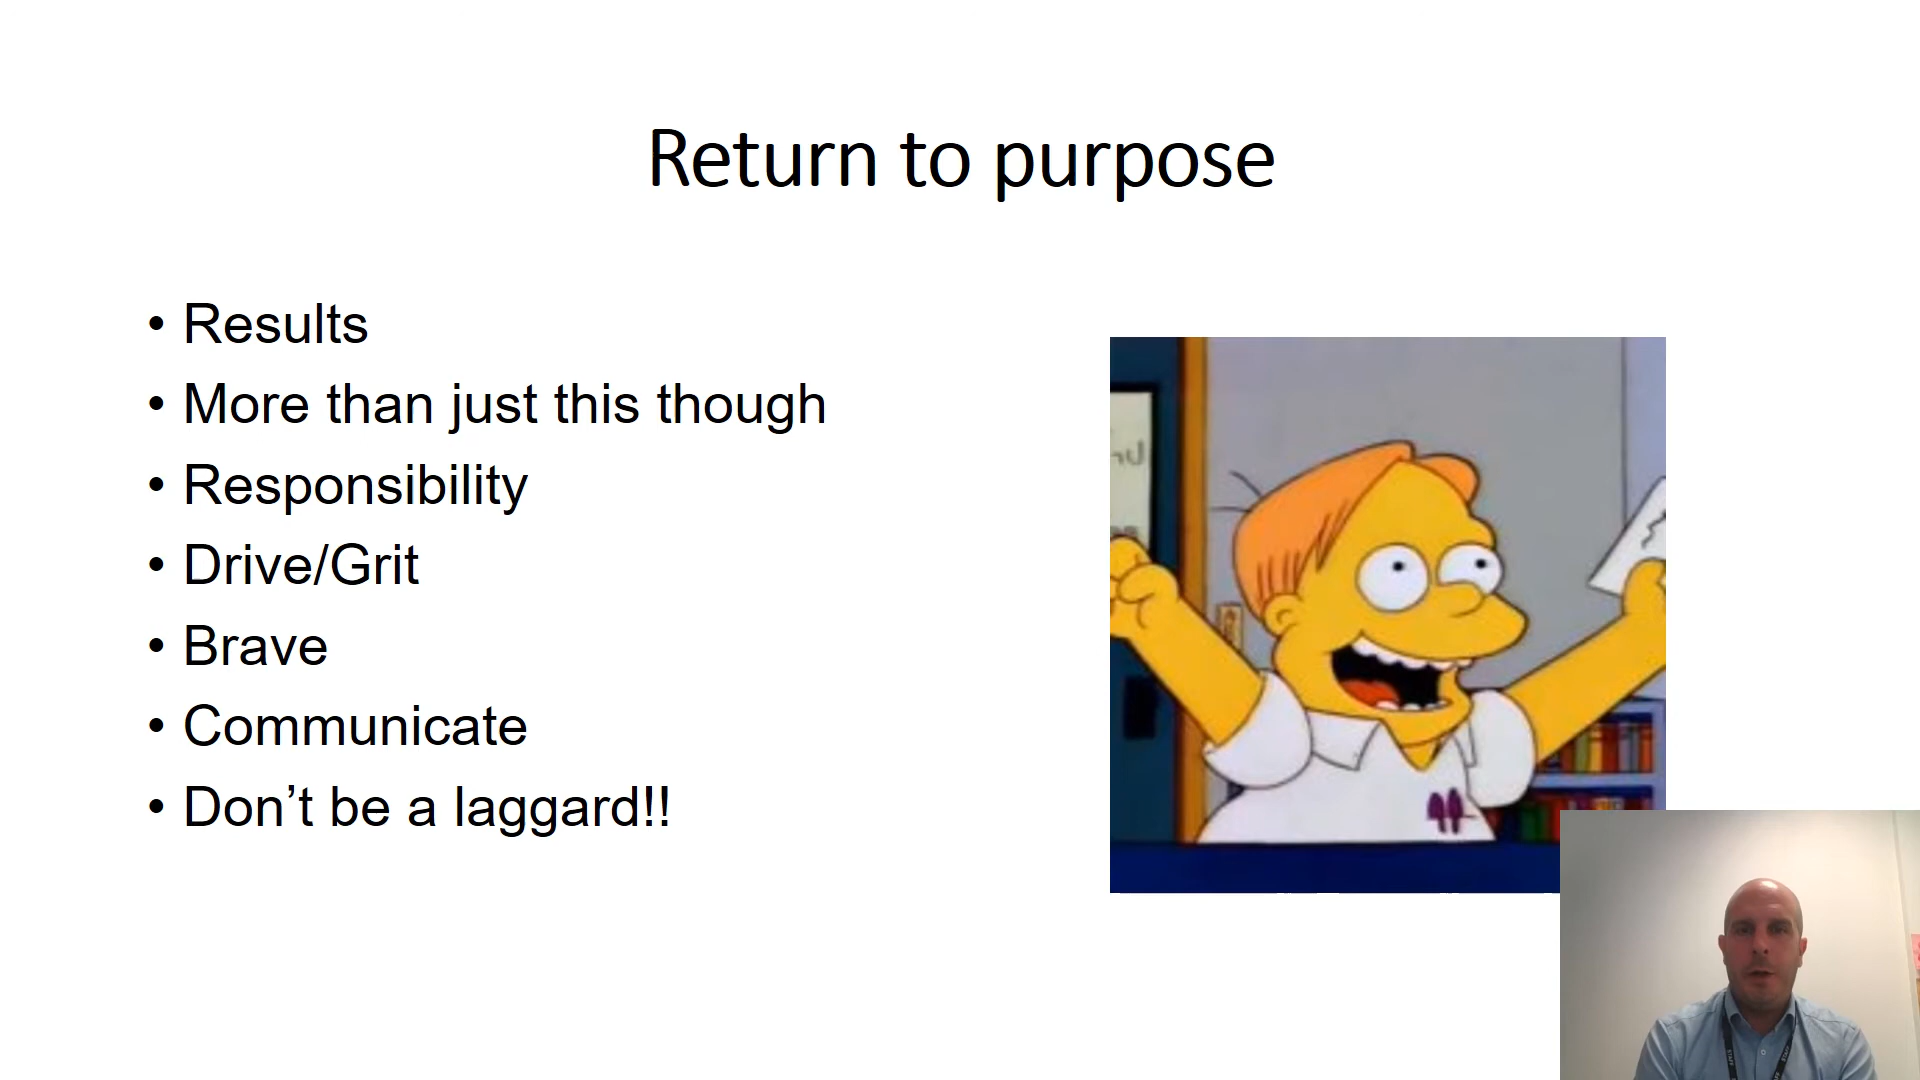 Return to purpose
• Results
• More than just this though
• Responsibility
• Drive/Grit
• Brave
• Communicate
• Don’t be a laggard!!